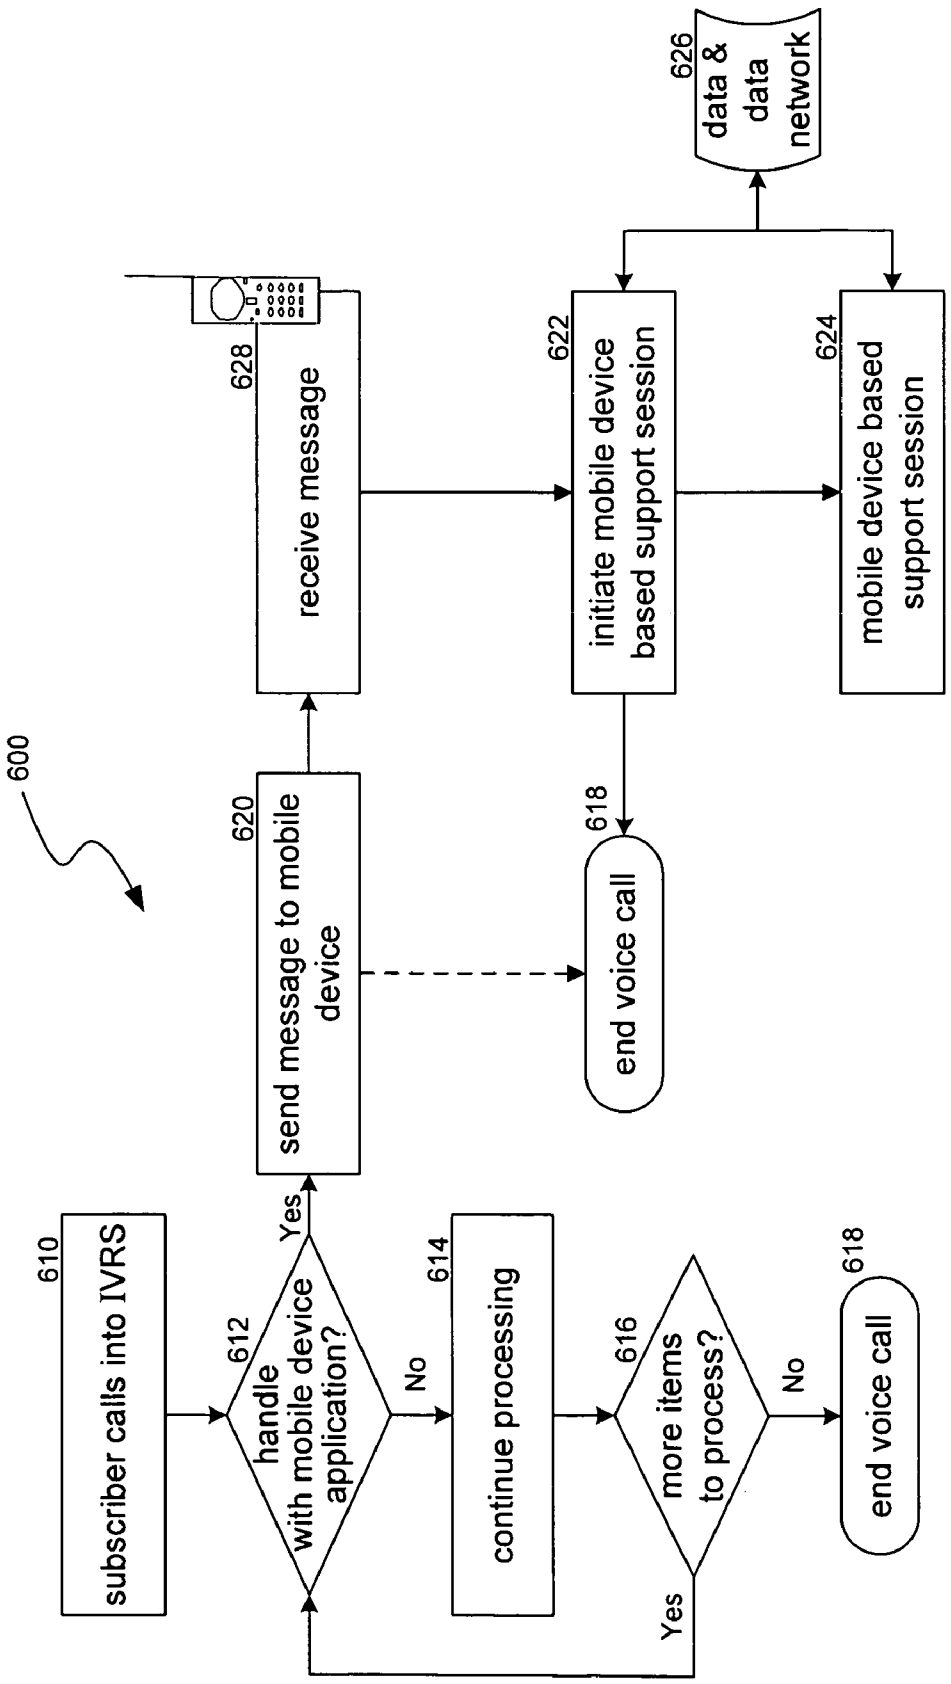 600
610
subscriber calls into IVRS
612
handle
with mobile device
application?
Yes
No
614
continue processing
616
more items
to process?
Yes
No
618
end voice call
620
send message to mobile
device
618
end voice call
628
receive message
622
initiate mobile device
based support session
624
mobile device based
support session
626
data &
data
network